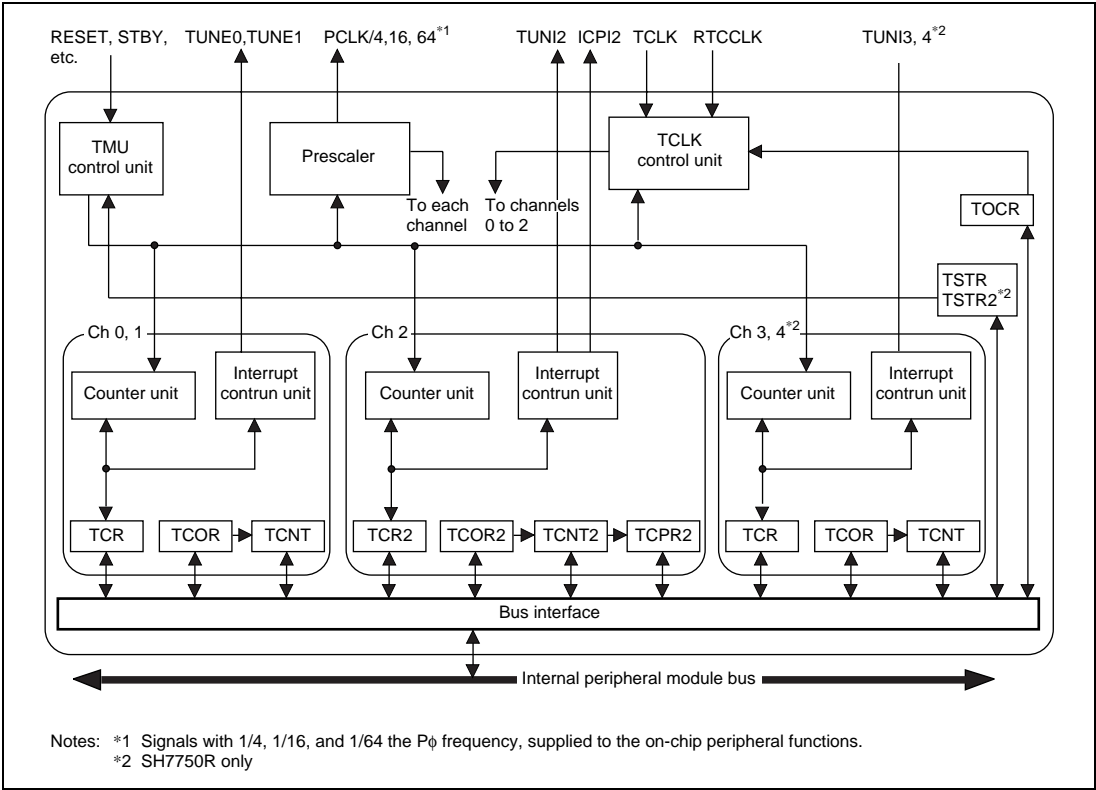 RESET, STBY, etc.
TUNE0,TUNE1
PCLK/4,16, 64*1
TUNI2
ICPI2
TCLK
RTCCLK
TUNI3, 4*2
TMU control unit
Prescaler
TCLK control unit
To each channel
To channels 0 to 2
TOCR
TSTR
TSTR2*2
Ch 0, 1
Counter unit
Interrupt contrun unit
TCR
TCOR
TCNT
Ch 2
Counter unit
Interrupt contrun unit
TCR2
TCOR2
TCNT2
TCPR2
Ch 3, 4*2
Counter unit
Interrupt contrun unit
TCR
TCOR
TCNT
Bus interface
Internal peripheral module bus
Notes: *1 Signals with 1/4, 1/16, and 1/64 the Pϕ frequency, supplied to the on-chip peripheral functions.
*2 SH7750R only